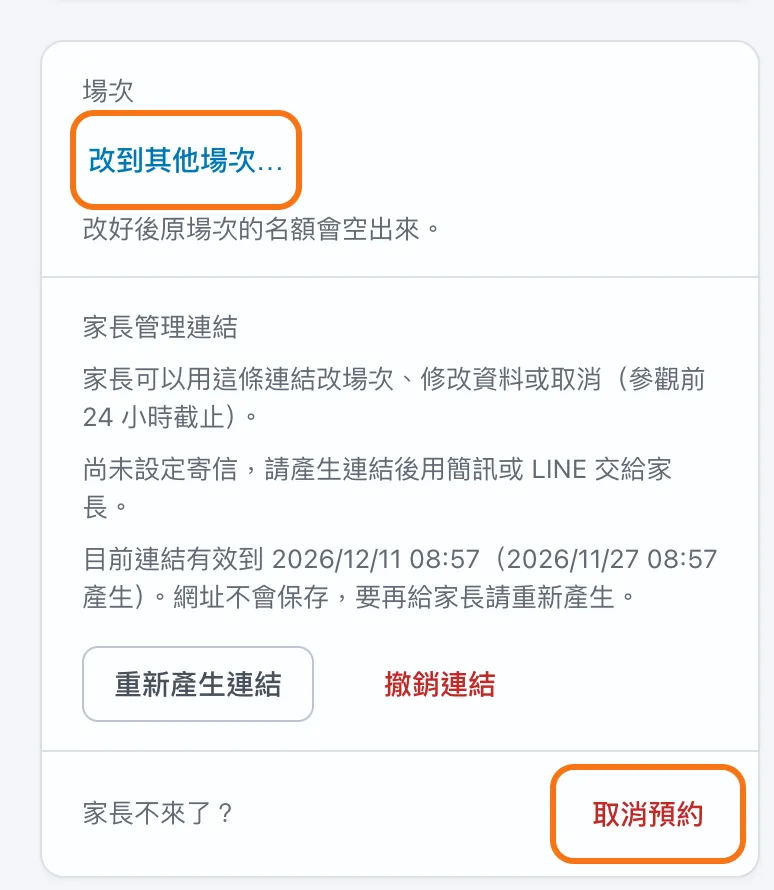 場次
改到其他場次...
改好後原場次的名額會空出來。
家長管理連結
家長可以用這條連結改場次、修改資料或取消（參觀前
24 小時截止）。
尚未設定寄信，請產生連結後用簡訊或 LINE 交給家
長。
目前連結有效到 2026/12/11 08:57（2026/11/27 08:57
產生）。網址不會保存，要再給家長請重新產生。
重新產生連結
撤銷連結
家長不來了？
取消預約